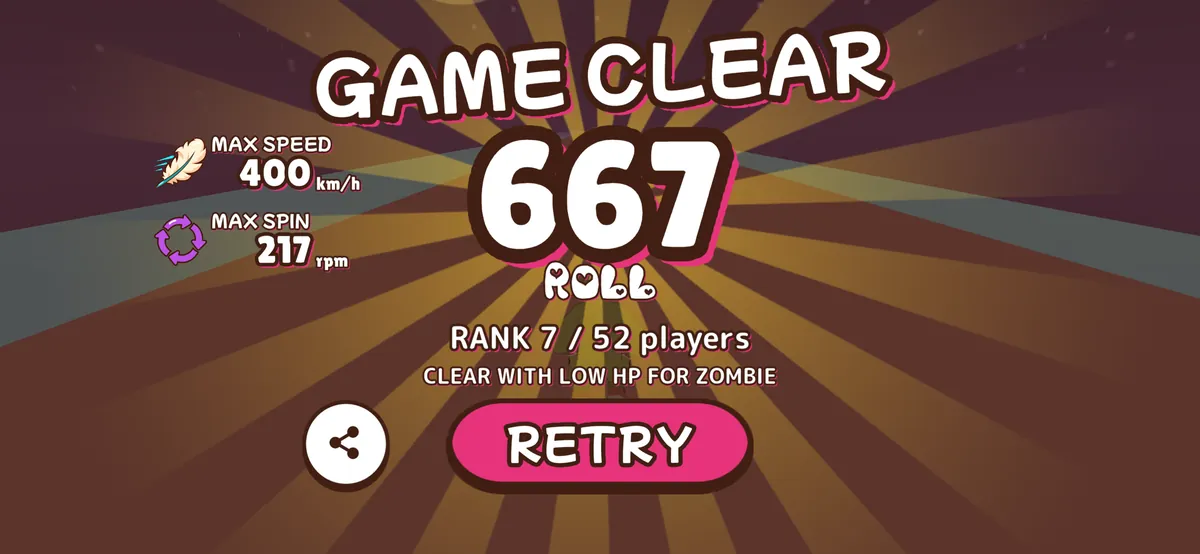 GAME CLEAR
MAX SPEED
400 km/h
MAX SPIN
217 rpm
667
ROLL
RANK 7 / 52 players
CLEAR WITH LOW HP FOR ZOMBIE
RETRY